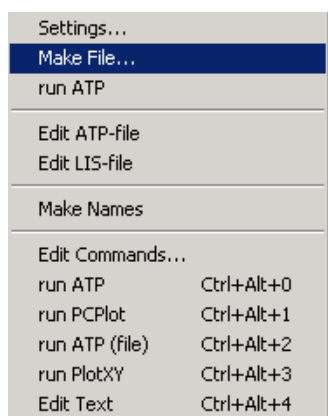 Settings...
Make File...
run ATP
Edit ATP-file
Edit LIS-file
Make Names
Edit Commands...
run ATP Ctrl+Alt+0
run PCPlot Ctrl+Alt+1
run ATP (file) Ctrl+Alt+2
run PlotXY Ctrl+Alt+3
Edit Text Ctrl+Alt+4